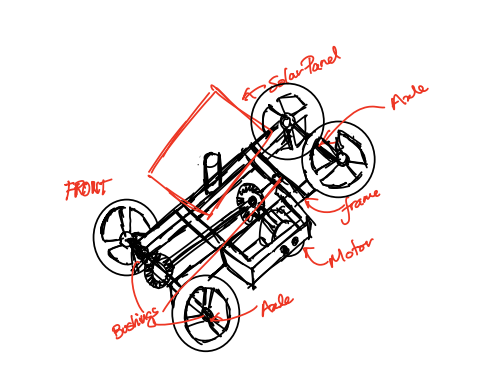 Solar Panel
Axle
FRONT
frame
Motor
Bushings
Axle